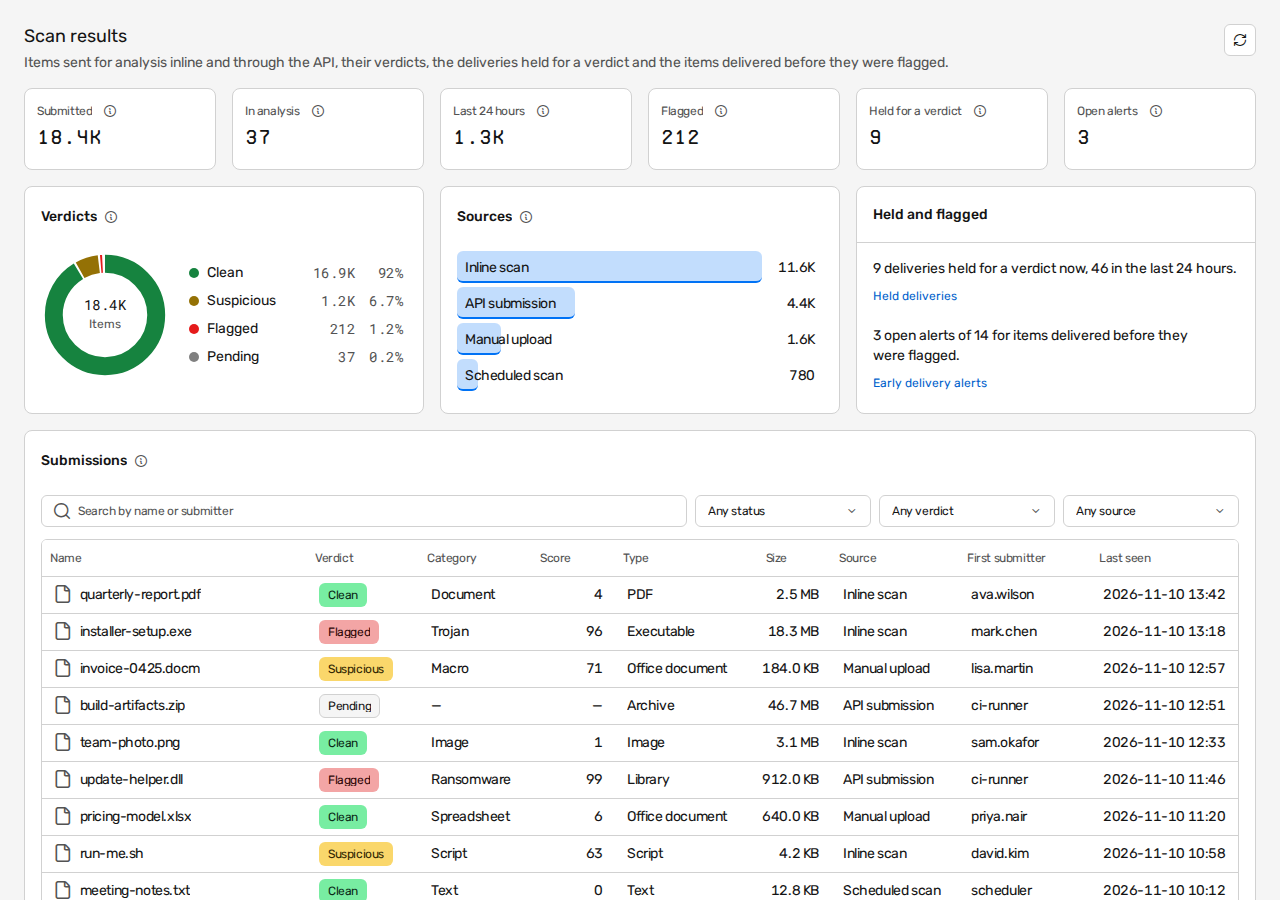 Scan results
Items sent for analysis inline and through the API, their verdicts, the deliveries held for a verdict and the items delivered before they were flagged.
Submitted
18.4K
In analysis
37
Last 24 hours
1.3K
Flagged
212
Held for a verdict
9
Open alerts
3
Verdicts
18.4K
Items
Clean 16.9K 92%
Suspicious 1.2K 6.7%
Flagged 212 1.2%
Pending 37 0.2%
Sources
Inline scan 11.6K
API submission 4.4K
Manual upload 1.6K
Scheduled scan 780
Held and flagged
9 deliveries held for a verdict now, 46 in the last 24 hours.
Held deliveries
3 open alerts of 14 for items delivered before they
were flagged.
Early delivery alerts
Submissions
Search by name or submitter Any status Any verdict Any source
Name Verdict Category Score Type Size Source First submitter Last seen
quarterly-report.pdf Clean Document 4 PDF 2.5 MB Inline scan ava.wilson 2026-11-10 13:42
installer-setup.exe Flagged Trojan 96 Executable 18.3 MB Inline scan mark.chen 2026-11-10 13:18
invoice-0425.docm Suspicious Macro 71 Office document 184.0 KB Manual upload lisa.martin 2026-11-10 12:57
build-artifacts.zip Pending – – Archive 46.7 MB API submission ci-runner 2026-11-10 12:51
team-photo.png Clean Image 1 Image 3.1 MB Inline scan sam.okafor 2026-11-10 12:33
update-helper.dll Flagged Ransomware 99 Library 912.0 KB API submission ci-runner 2026-11-10 11:46
pricing-model.xlsx Clean Spreadsheet 6 Office document 640.0 KB Manual upload priya.nair 2026-11-10 11:20
run-me.sh Suspicious Script 63 Script 4.2 KB Inline scan david.kim 2026-11-10 10:58
meeting-notes.txt Clean Text 0 Text 12.8 KB Scheduled scan scheduler 2026-11-10 10:12